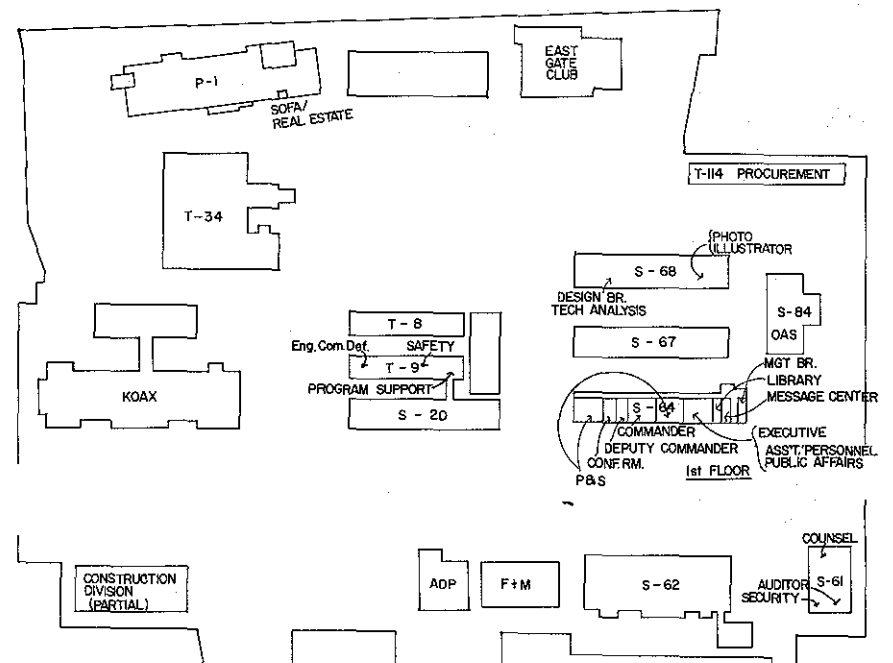 P-1
SOFA/
REAL ESTATE
EAST
GATE
CLUB
T-114 PROCUREMENT
T-34
PHOTO
ILLUSTRATOR
S-68
DESIGN BR.
TECH ANALYSIS
S-84
OAS
T-8
S-67
Eng.Com.Def.
SAFETY
T-9
PROGRAM SUPPORT
KOAX
S-20
MGT BR.
LIBRARY
MESSAGE CENTER
S-64
COMMANDER
DEPUTY COMMANDER
CONF.RM.
P&S
EXECUTIVE
ASS'T./PERSONNEL
PUBLIC AFFAIRS
1st FLOOR
COUNSEL
CONSTRUCTION
DIVISION
(PARTIAL)
ADP
F+M
S-62
S-61
AUDITOR
SECURITY